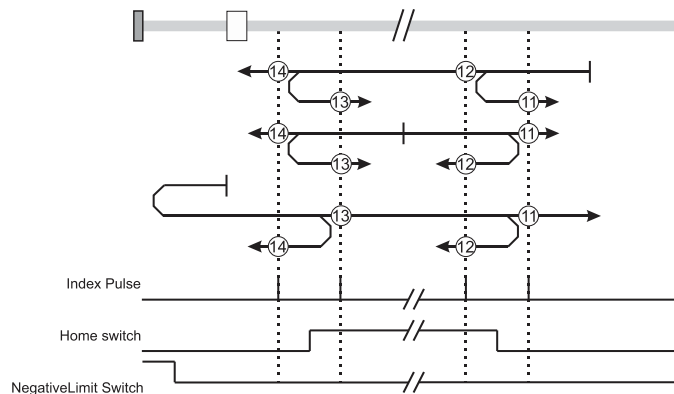 14 12
13 11
14 11
13 12
13 11
14 12
Index Pulse
Home switch
NegativeLimit Switch